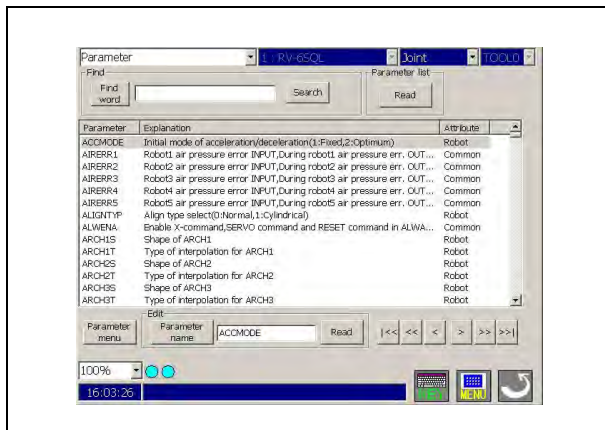 Parameter 1 : RV-6SQL Joint TOOL0
Find Parameter list
Find word Search Read
Parameter Explanation Attribute
ACCMODE Initial mode of acceleration/deceleration(1:Fixed,2:Optimum) Robot
AIRERR1 Robot1 air pressure error INPUT,During robot1 air pressure err. OUT... Common
AIRERR2 Robot2 air pressure error INPUT,During robot2 air pressure err. OUT... Common
AIRERR3 Robot3 air pressure error INPUT,During robot3 air pressure err. OUT... Common
AIRERR4 Robot4 air pressure error INPUT,During robot4 air pressure err. OUT... Common
AIRERR5 Robot5 air pressure error INPUT,During robot5 air pressure err. OUT... Common
ALIGNTYP Align type select(0:Normal,1:Cylindrical) Robot
ALWENA Enable X-command,SERVO command and RESET command in ALWA... Common
ARCH1S Shape of ARCH1 Robot
ARCH1T Type of interpolation for ARCH1 Robot
ARCH2S Shape of ARCH2 Robot
ARCH2T Type of interpolation for ARCH2 Robot
ARCH3S Shape of ARCH3 Robot
ARCH3T Type of interpolation for ARCH3 Robot
Edit
Parameter menu Parameter name ACCMODE Read |<< << < > >> >>|
100%
16:03:26 MENU